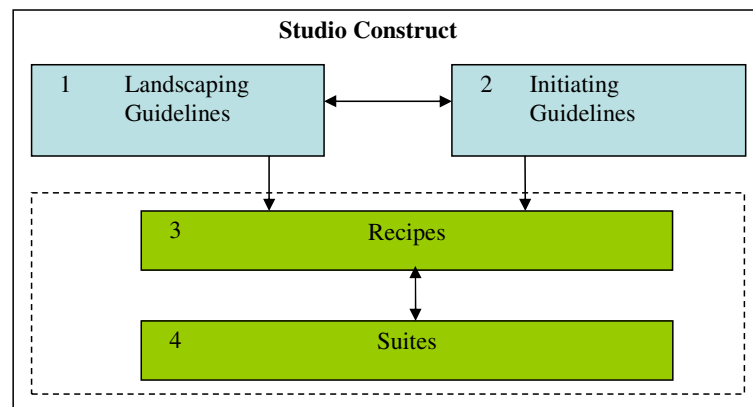 Studio Construct
1 Landscaping
Guidelines
2 Initiating
Guidelines
3 Recipes
4 Suites